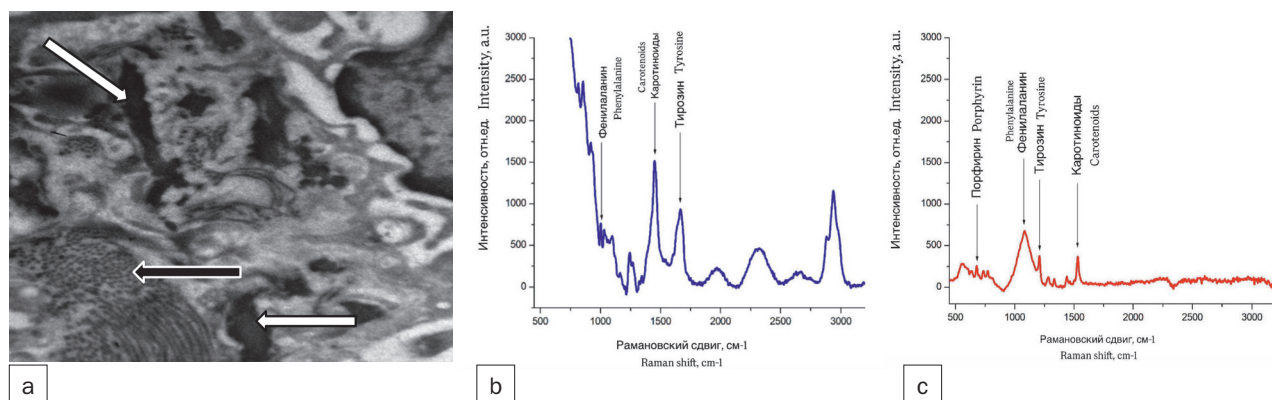 a
3000
2500
2000
1500
1000
500
0
Интенсивность, отн.ед. Intensity, a.u.
Фенилаланин
Phenylalanine
Carotenoids
Каротиноиды
Тирозин Tyrosine
500 1000 1500 2000 2500 3000
Рамановский сдвиг, см-1
Raman shift, cm-1
b
3000
2500
2000
1500
1000
500
0
Интенсивность, отн.ед. Intensity, a.u.
Порфирин Porphyrin
Phenylalanine
Фенилаланин
Тирозин Tyrosine
Каротиноиды
Carotenoids
500 1000 1500 2000 2500 3000
Рамановский сдвиг, см-1
Raman shift, cm-1
c